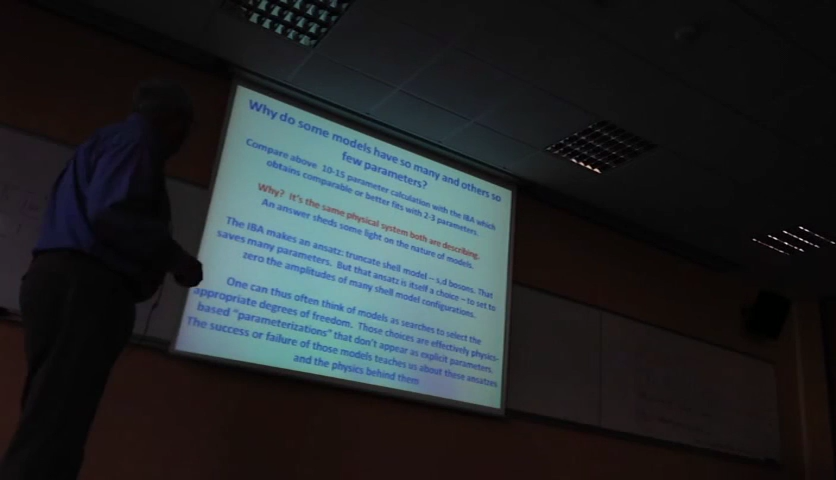 Why do some models have so many and others so
few parameters?
Compare above 10-15 parameter calculation with the IBA which
obtains comparable or better fits with 2-3 parameters.
Why? It's the same physical system both are describing.
An answer sheds some light on the nature of models.
The IBA makes an ansatz: truncate shell model – s,d bosons. That
saves many parameters. But that ansatz is itself a choice – to set to
zero the amplitudes of many shell model configurations.
One can thus often think of models as searches to select the
appropriate degrees of freedom. Those choices are effectively physics-
based "parameterizations" that don't appear as explicit parameters.
The success or failure of those models teaches us about these ansatzes
and the physics behind them